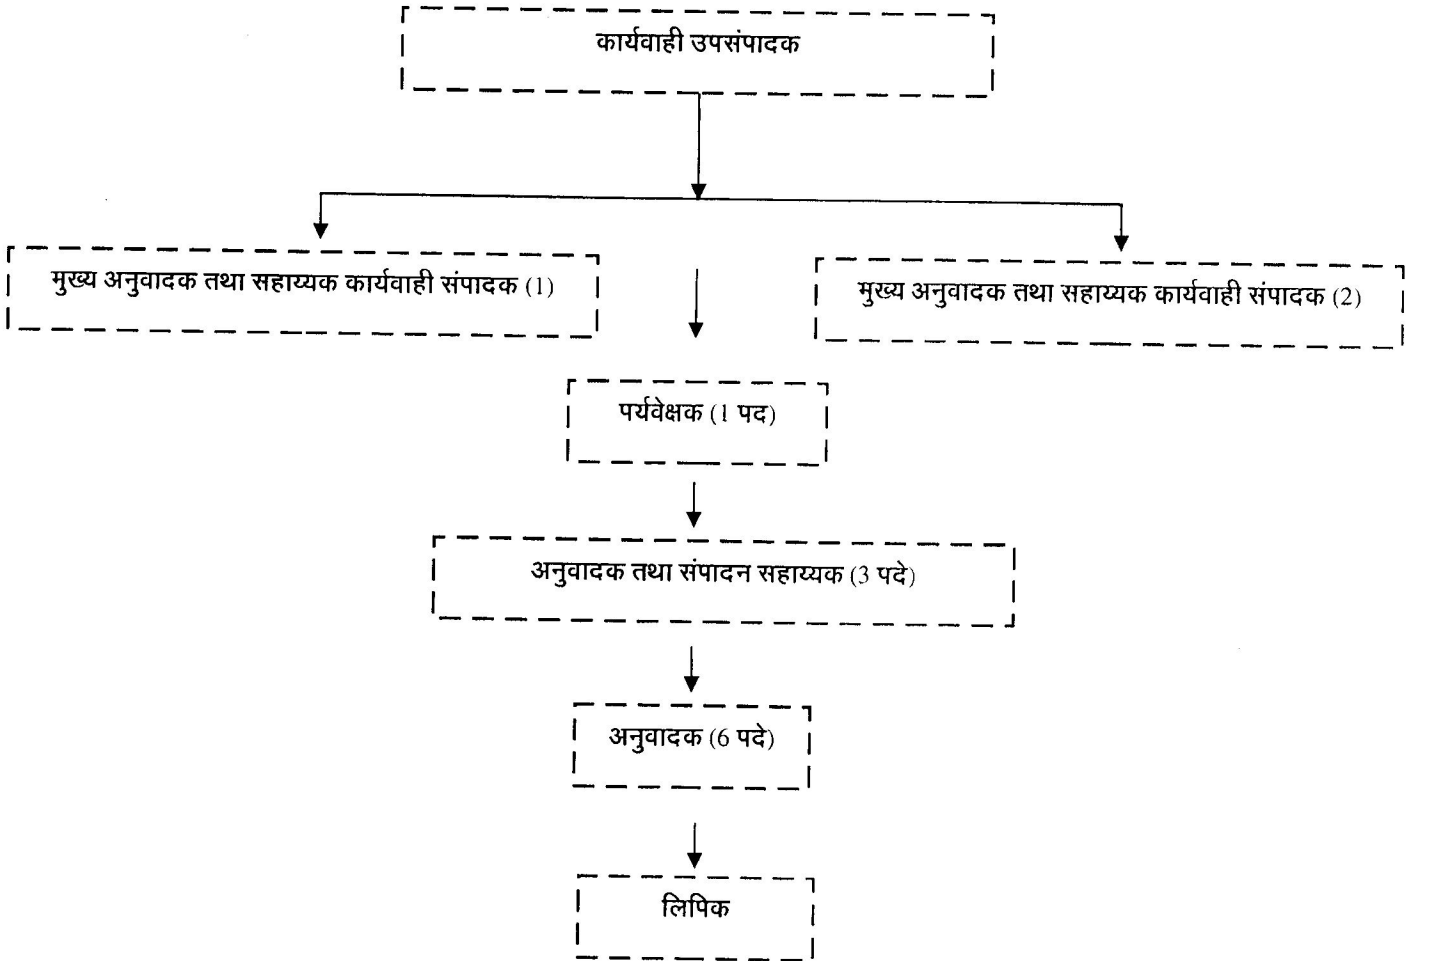 कार्यवाही उपसंपादक
मुख्य अनुवादक तथा सहाय्यक कार्यवाही संपादक (1)
मुख्य अनुवादक तथा सहाय्यक कार्यवाही संपादक (2)
पर्यवेक्षक (1 पद)
अनुवादक तथा संपादन सहाय्यक (3 पदे)
अनुवादक (6 पदे)
लिपिक